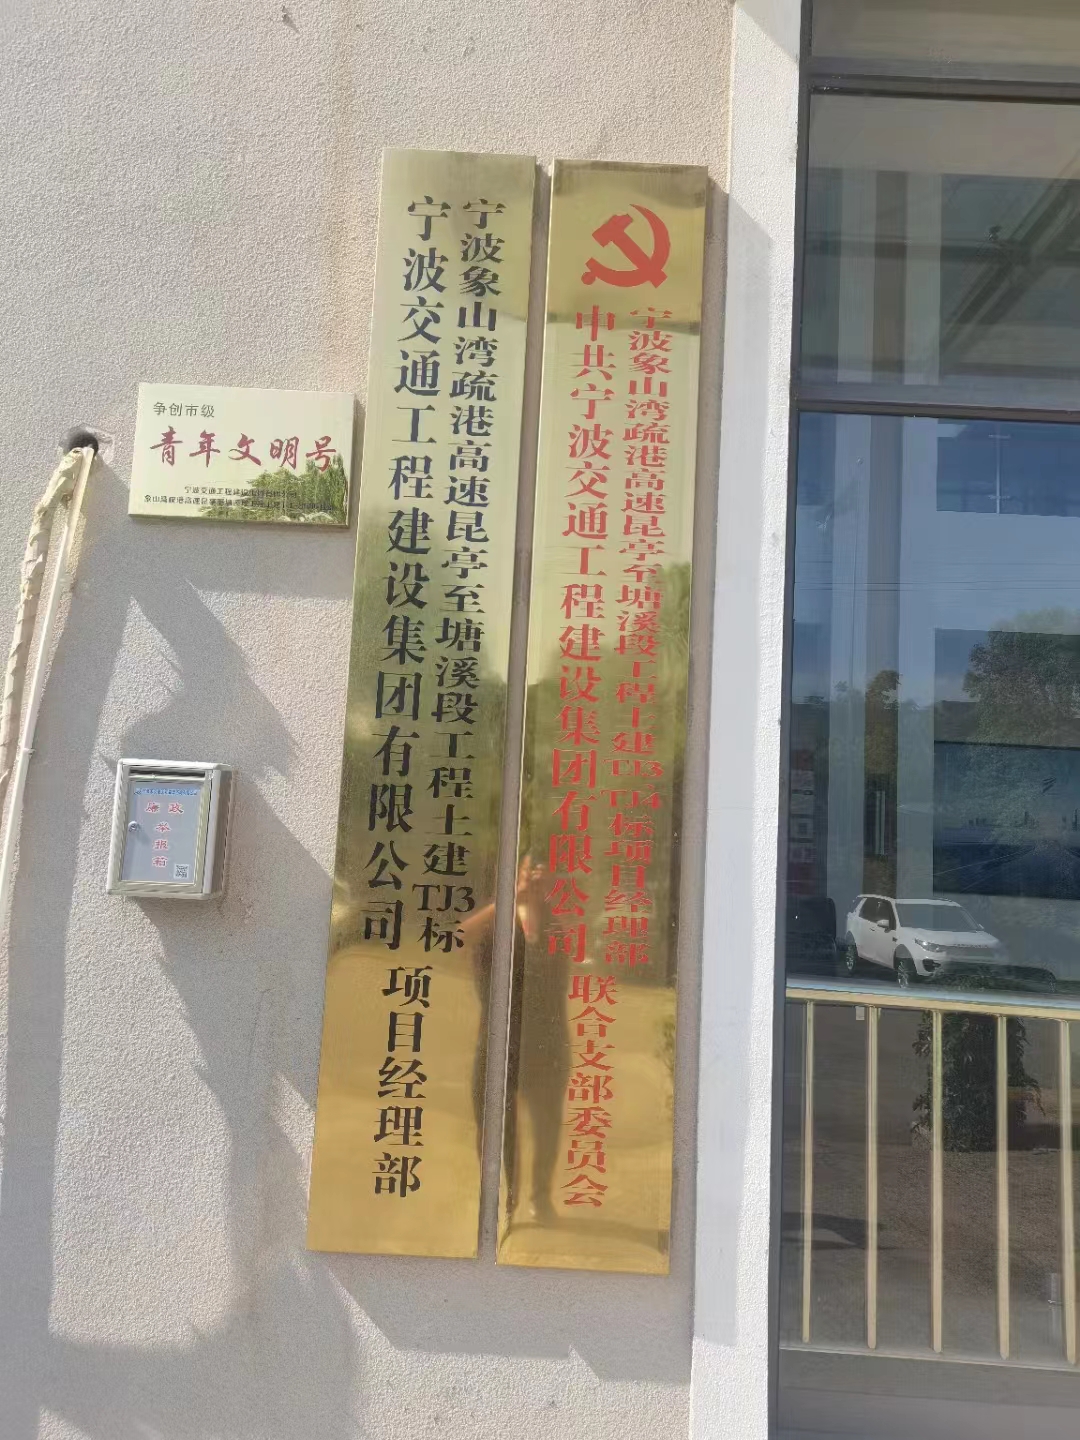 争创市级
青年文明号
廉政
举报箱
宁波交通工程建设集团有限公司
宁波象山湾疏港高速昆亭至塘溪段工程土建TJ3标
项目经理部
中共宁波交通工程建设集团有限公司
宁波象山湾疏港高速昆亭至塘溪段工程土建TJ3、TJ4标项目经理部
联合支部委员会